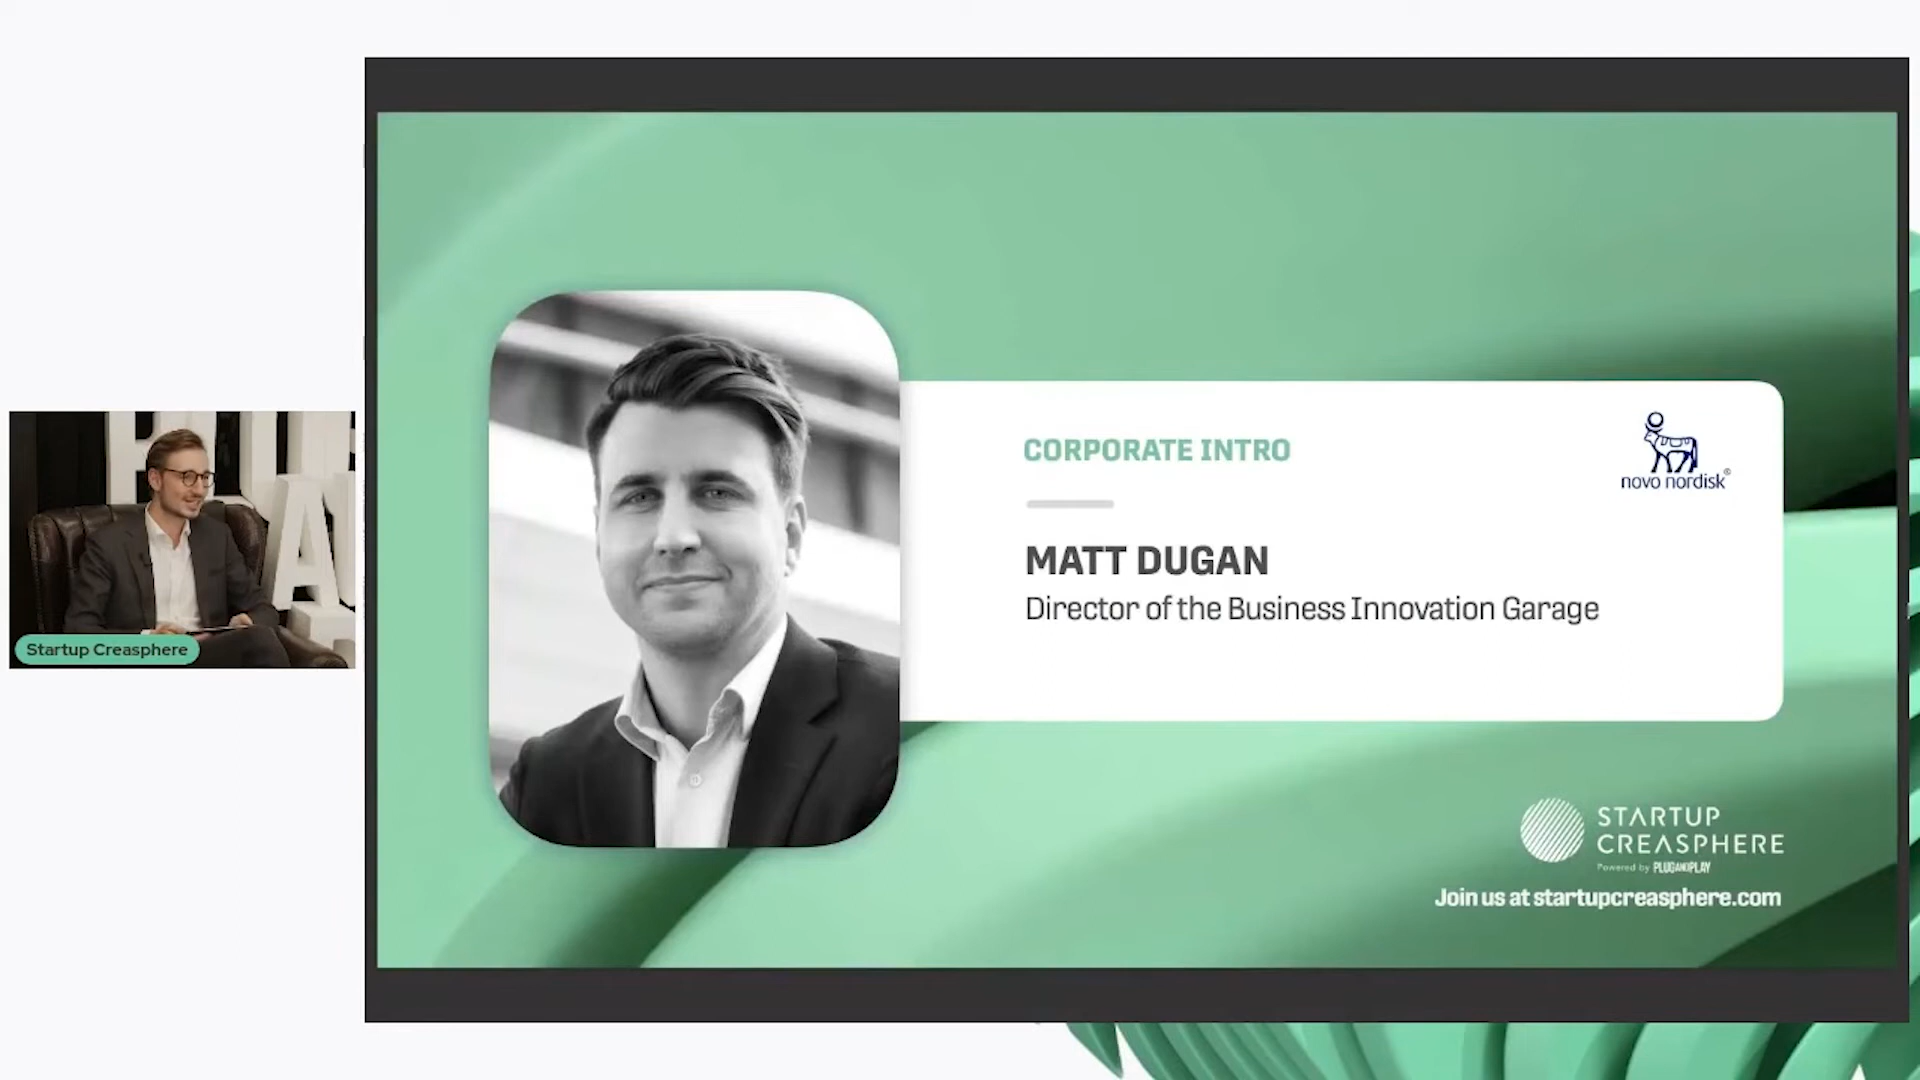 CORPORATE INTRO
novo nordisk®
MATT DUGAN
Director of the Business Innovation Garage
Startup Creasphere
STARTUP
CREASPHERE
Powered by PLUGANDPLAY
Join us at startupcreasphere.com